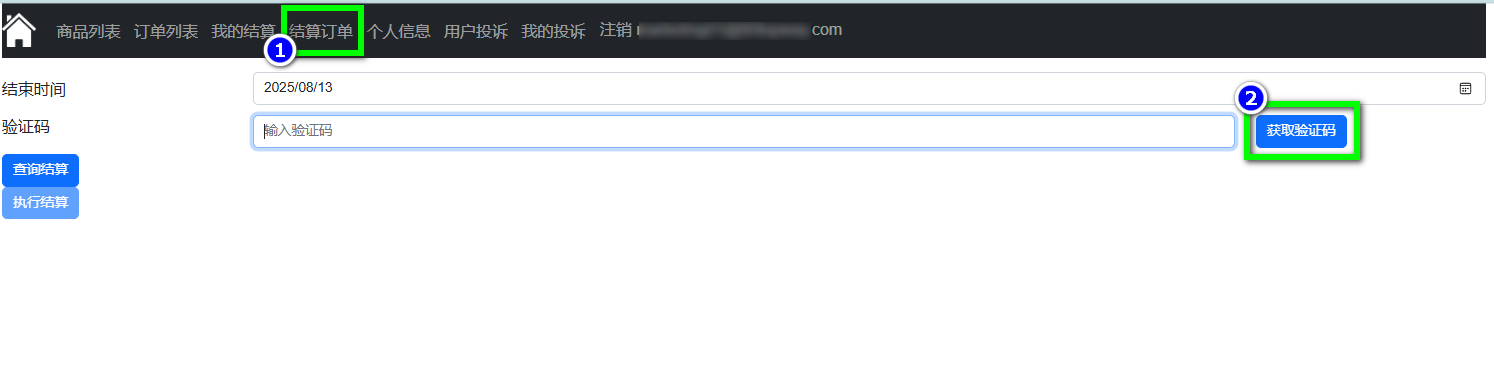 商品列表 订单列表 我的结算 结算订单 个人信息 用户投诉 我的投诉 注销 com
1
2
结束时间 2025/08/13
验证码 输入验证码 获取验证码
查询结算
执行结算